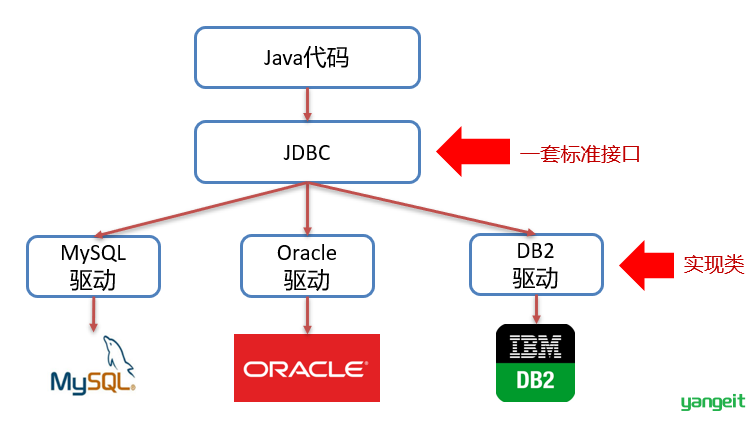 Java代码
JDBC
一套标准接口
MySQL
驱动
Oracle
驱动
DB2
驱动
实现类
MySQL®
ORACLE®
IBM
DB2
yangeit